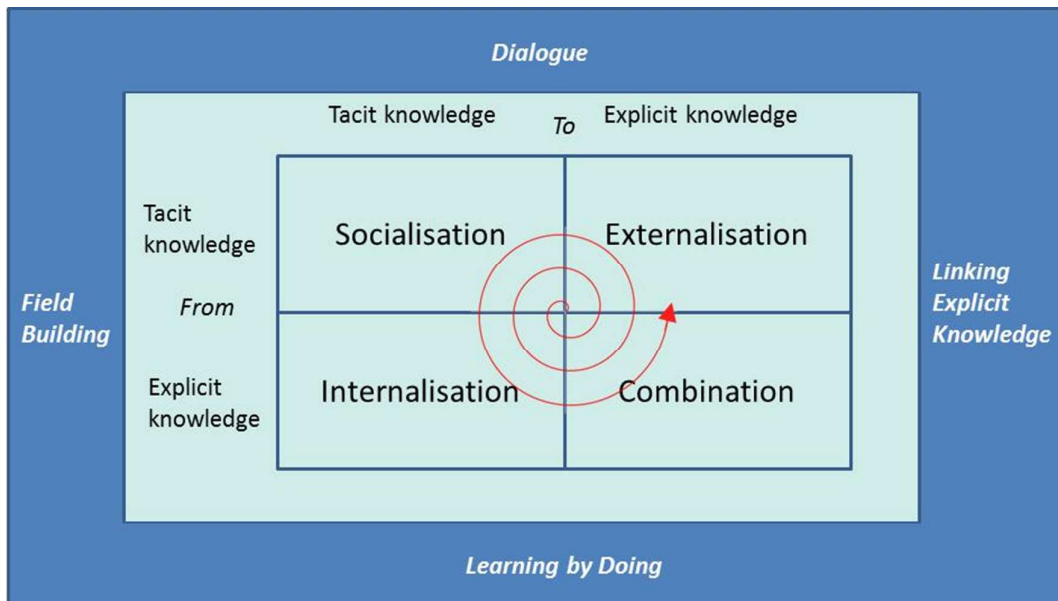 Dialogue
Tacit knowledge To Explicit knowledge
Tacit
knowledge
Socialisation Externalisation
Field
Building
From
Linking
Explicit
Knowledge
Explicit
knowledge
Internalisation Combination
Learning by Doing